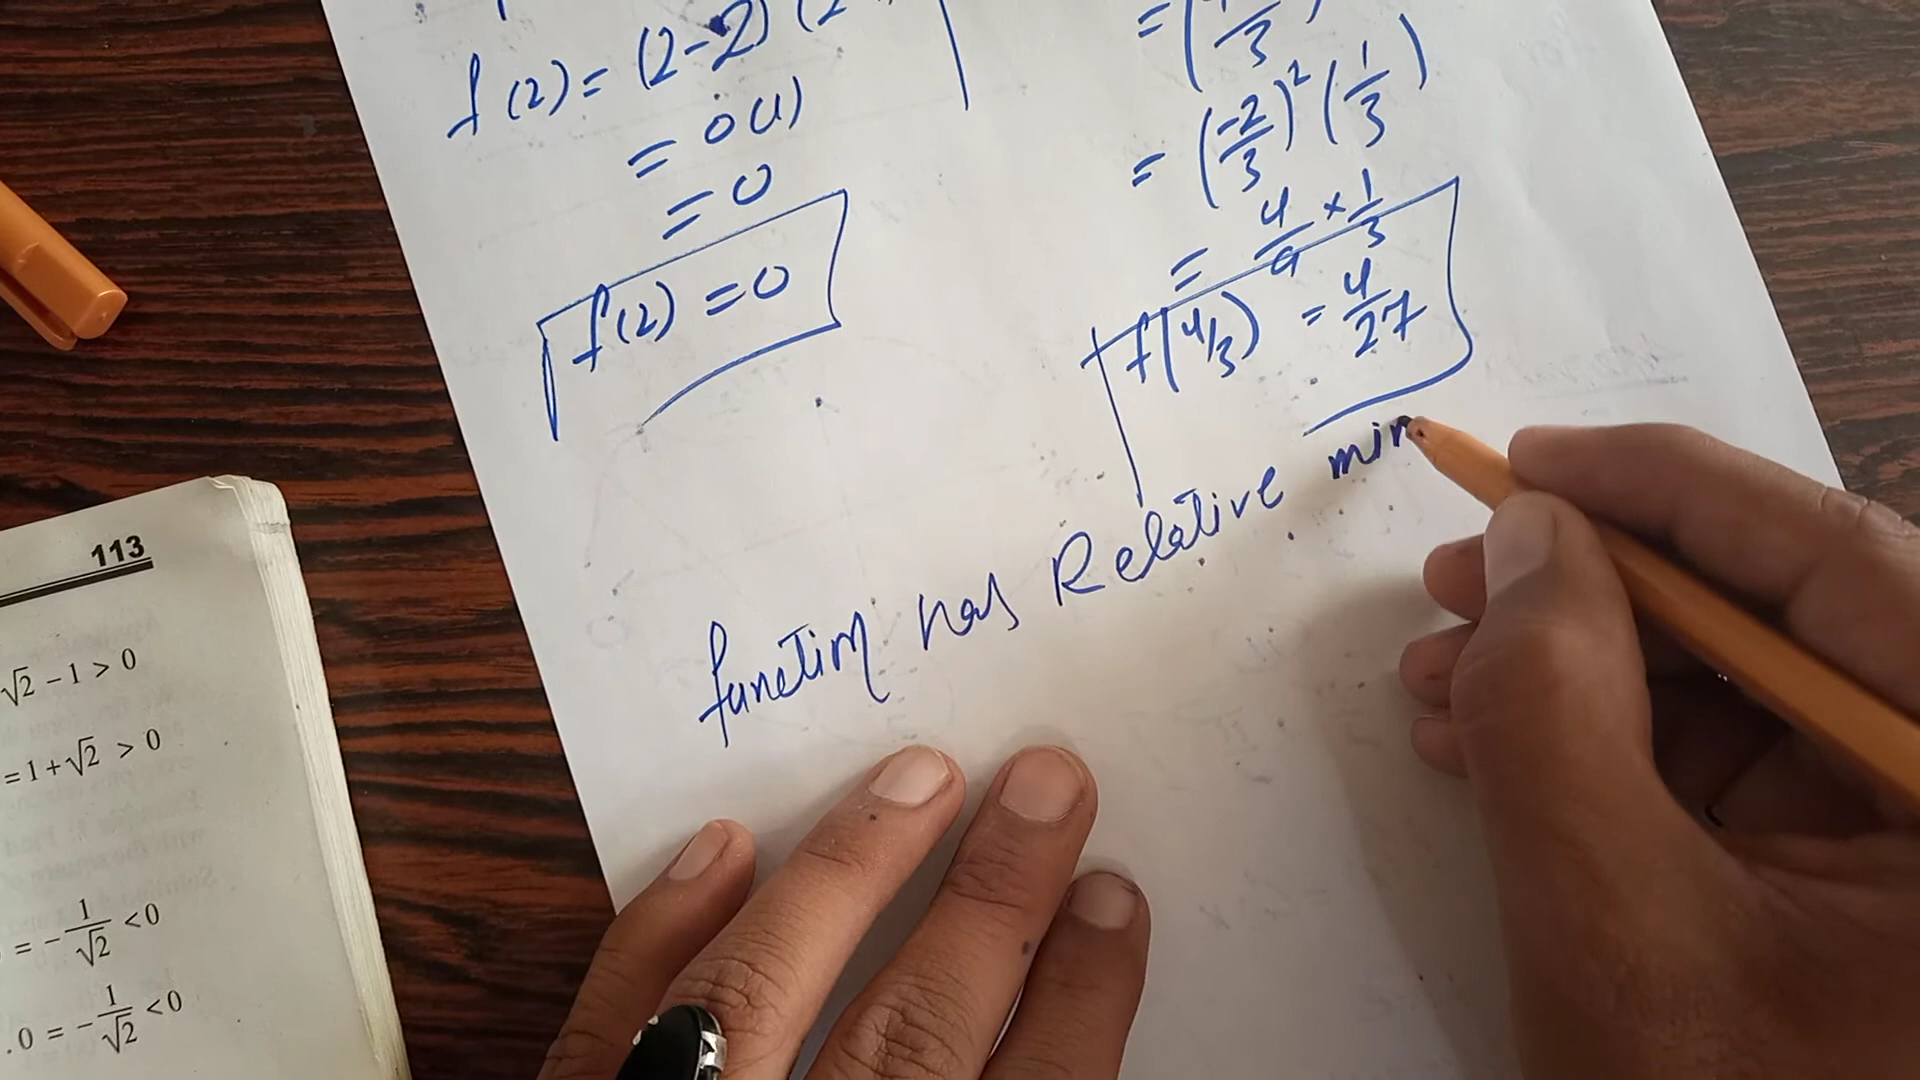 f(2) = (2-2) (2
= 0(1)
= 0
f(2) = 0
= (
/3
= (-2/3)² (1/3)
= 4/9 × 1/3
f(4/3) = 4/27
function has Relative min
113
√2 − 1 > 0
= 1 + √2 > 0
= − 1/√2 < 0
. 0 = − 1/√2 < 0